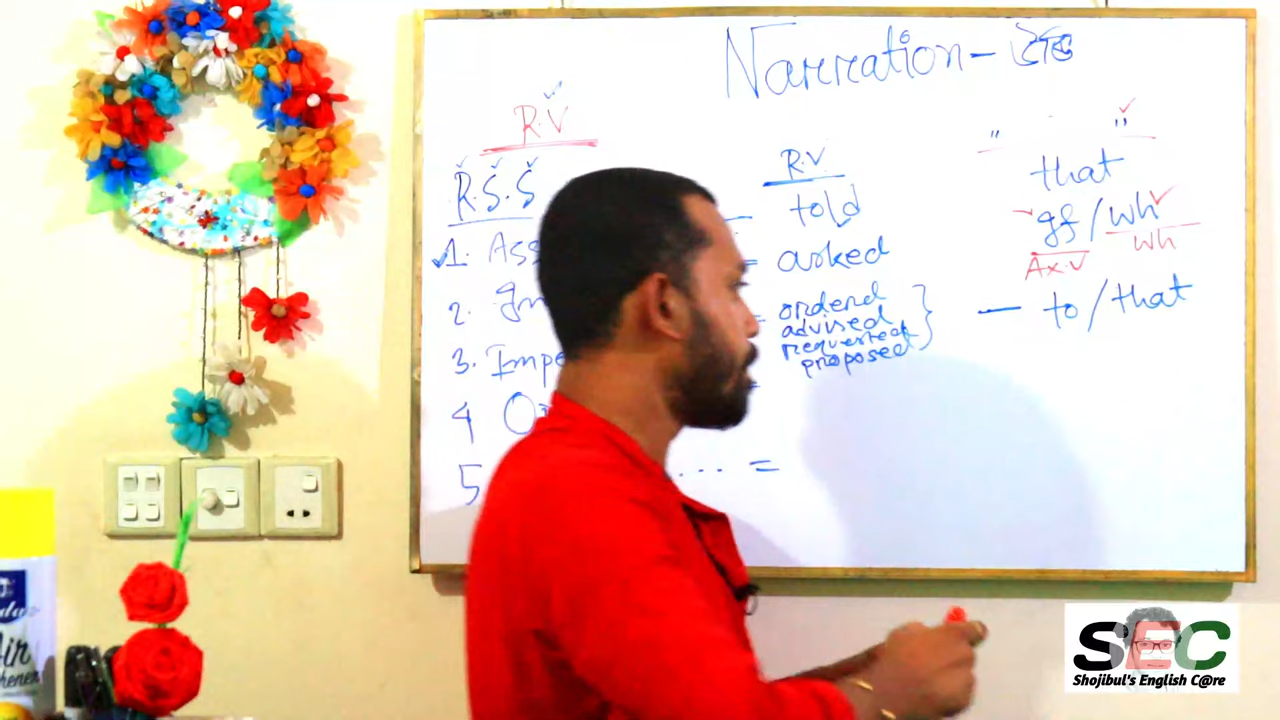 Narration -
R.V
R.S.S
R.V
" "
told
that
1. Ass
= asked
if / wh
Ax.V
wh
2.
= ordered
advised
requested
proposed
— to / that
3. Impe
4
5 ... =
SEC
Shojibul's English C@re